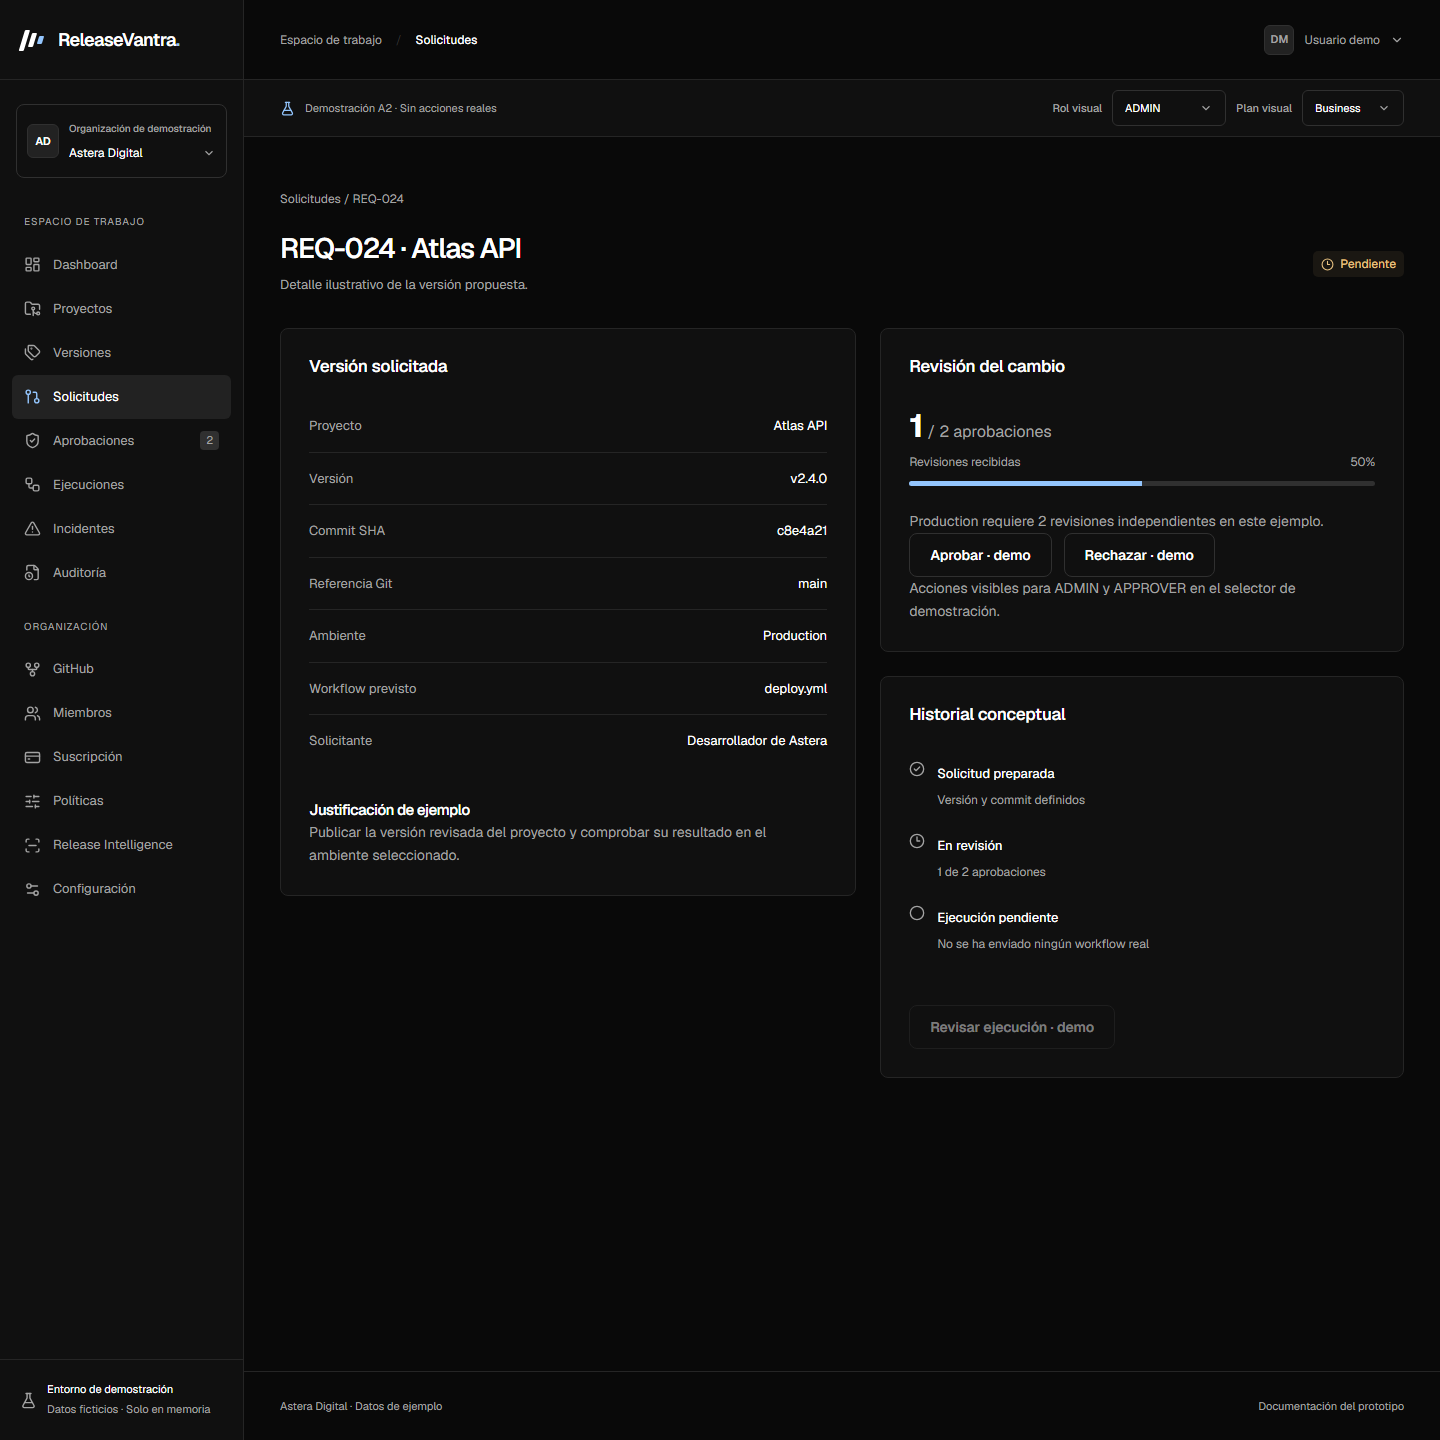 ReleaseVantra.
Espacio de trabajo / Solicitudes
DM Usuario demo
Demostración A2 · Sin acciones reales
Rol visual ADMIN Plan visual Business
AD
Organización de demostración
Astera Digital
ESPACIO DE TRABAJO
Dashboard
Proyectos
Versiones
Solicitudes
Aprobaciones 2
Ejecuciones
Incidentes
Auditoría
ORGANIZACIÓN
GitHub
Miembros
Suscripción
Políticas
Release Intelligence
Configuración
Entorno de demostración
Datos ficticios · Solo en memoria
Solicitudes / REQ-024
REQ-024 · Atlas API
Detalle ilustrativo de la versión propuesta.
Pendiente
Versión solicitada
Proyecto Atlas API
Versión v2.4.0
Commit SHA c8e4a21
Referencia Git main
Ambiente Production
Workflow previsto deploy.yml
Solicitante Desarrollador de Astera
Justificación de ejemplo
Publicar la versión revisada del proyecto y comprobar su resultado en el
ambiente seleccionado.
Revisión del cambio
1 / 2 aprobaciones
Revisiones recibidas 50%
Production requiere 2 revisiones independientes en este ejemplo.
Aprobar · demo Rechazar · demo
Acciones visibles para ADMIN y APPROVER en el selector de
demostración.
Historial conceptual
Solicitud preparada
Versión y commit definidos
En revisión
1 de 2 aprobaciones
Ejecución pendiente
No se ha enviado ningún workflow real
Revisar ejecución · demo
Astera Digital · Datos de ejemplo
Documentación del prototipo